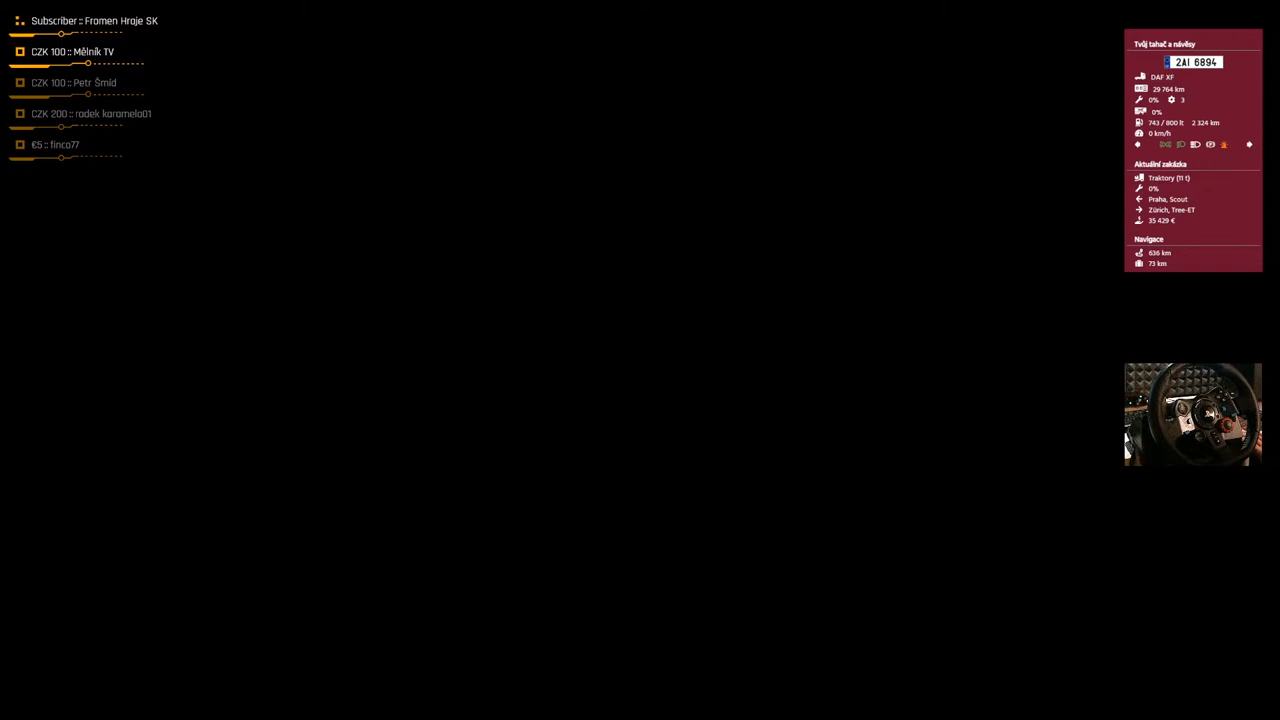 Subscriber :: Fromen Hraje SK
CZK 100 :: Mělník TV
CZK 100 :: Petr Šmíd
CZK 200 :: radek karamela01
€5 :: finco77
Tvůj tahač a návěsy
2AI 6894
DAF XF
29 764 km
0% 3
0%
743 / 800 lt 2 324 km
0 km/h
Aktuální zakázka
Traktory (11 t)
0%
Praha, Scout
Zürich, Tree-ET
35 429 €
Navigace
636 km
73 km